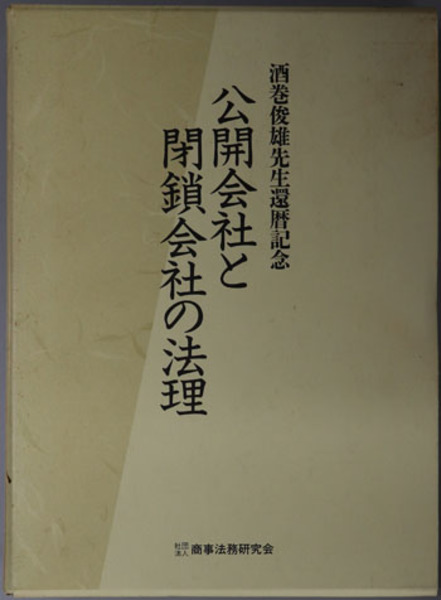 酒巻俊雄先生還暦記念
公開会社と
閉鎖会社の法理
社団法人 商事法務研究会